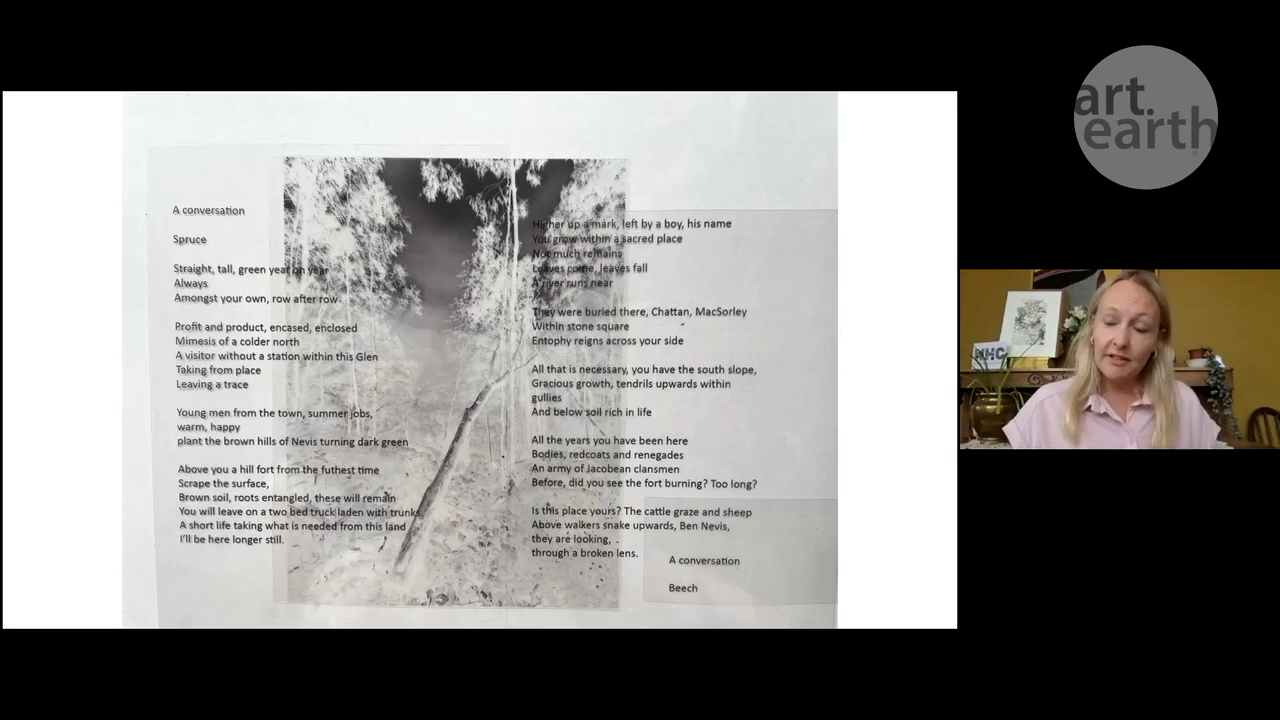 A conversation
Spruce
Straight, tall, green year on year
Always
Amongst your own, row after row
Profit and product, encased, enclosed
Mimesis of a colder north
A visitor without a station within this Glen
Taking from place
Leaving a trace
Young men from the town, summer jobs,
warm, happy
plant the brown hills of Nevis turning dark green
Above you a hill fort from the futhest time
Scrape the surface,
Brown soil, roots entangled, these will remain
You will leave on a two bed truck laden with trunks
A short life taking what is needed from this land
I'll be here longer still.
Higher up a mark, left by a boy, his name
You grow within a sacred place
Not much remains
Leaves come, leaves fall
A river runs near
They were buried there, Chattan, MacSorley
Within stone square
Entophy reigns across your side
All that is necessary, you have the south slope,
Gracious growth, tendrils upwards within
gullies
And below soil rich in life
All the years you have been here
Bodies, redcoats and renegades
An army of Jacobean clansmen
Before, did you see the fort burning? Too long?
Is this place yours? The cattle graze and sheep
Above walkers snake upwards, Ben Nevis,
they are looking,
through a broken lens.
A conversation
Beech
art.
earth
NHC